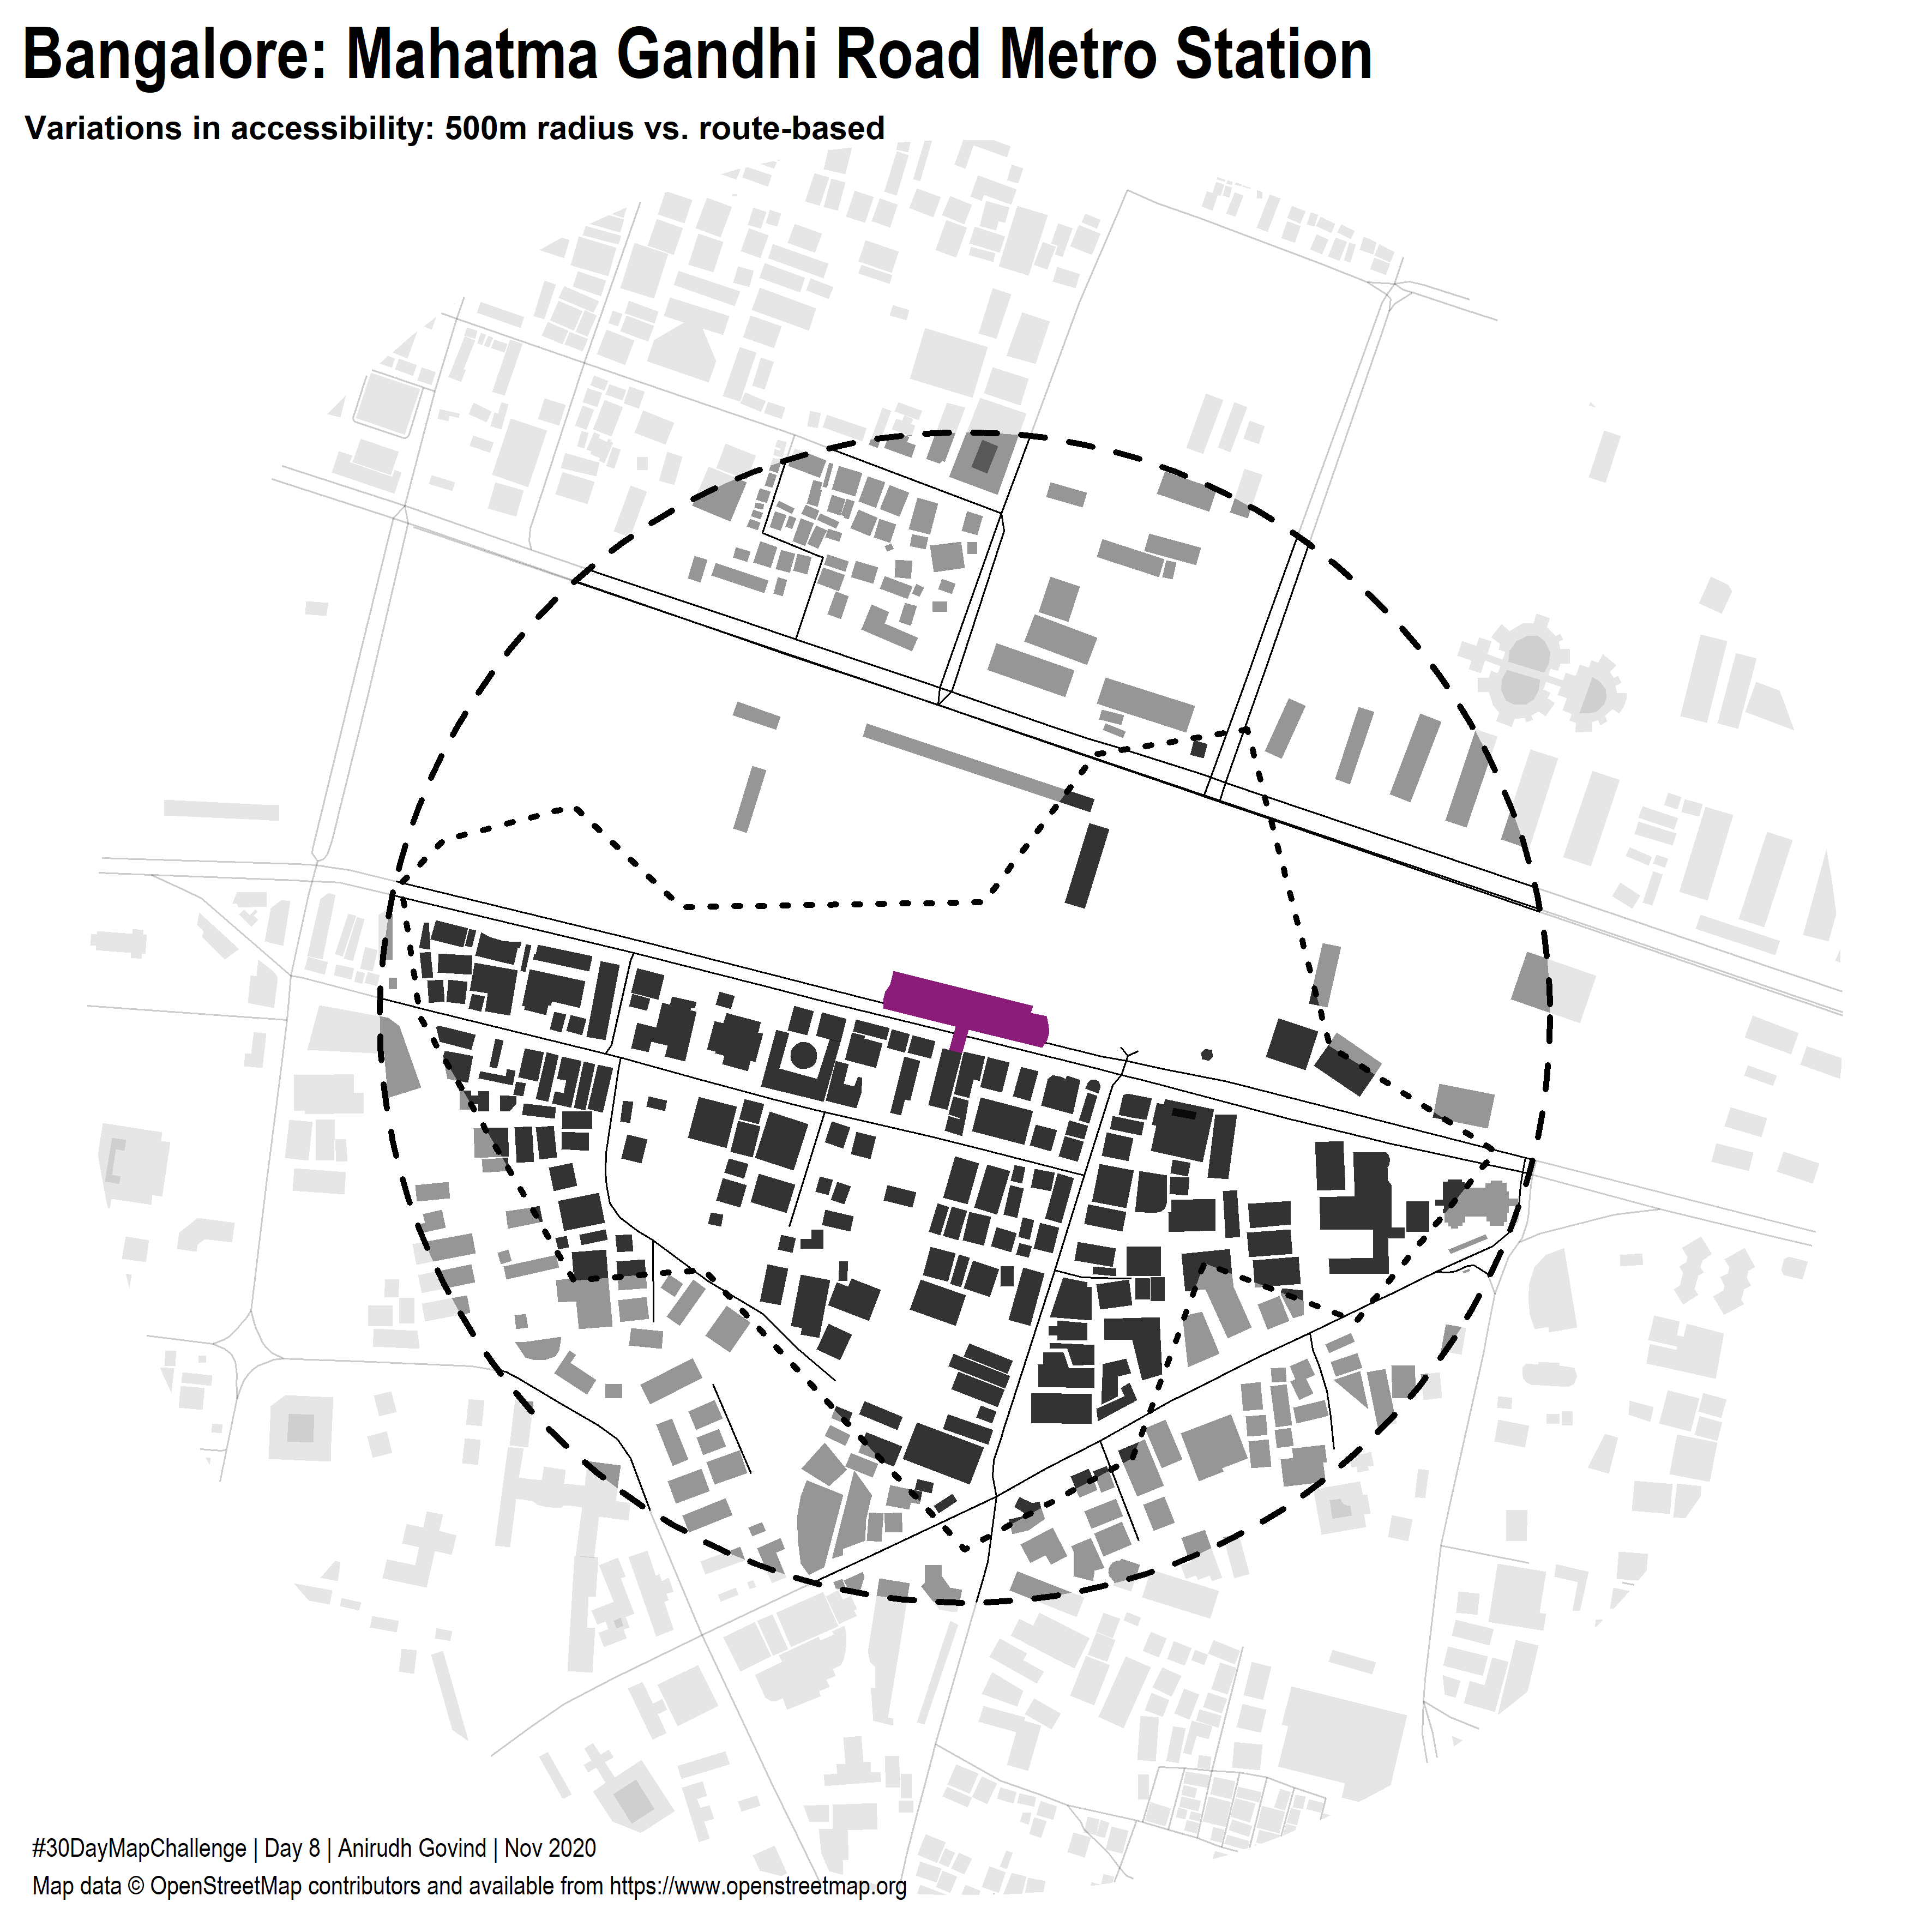 Bangalore: Mahatma Gandhi Road Metro Station
Variations in accessibility: 500m radius vs. route-based
#30DayMapChallenge | Day 8 | Anirudh Govind | Nov 2020
Map data © OpenStreetMap contributors and available from https://www.openstreetmap.org